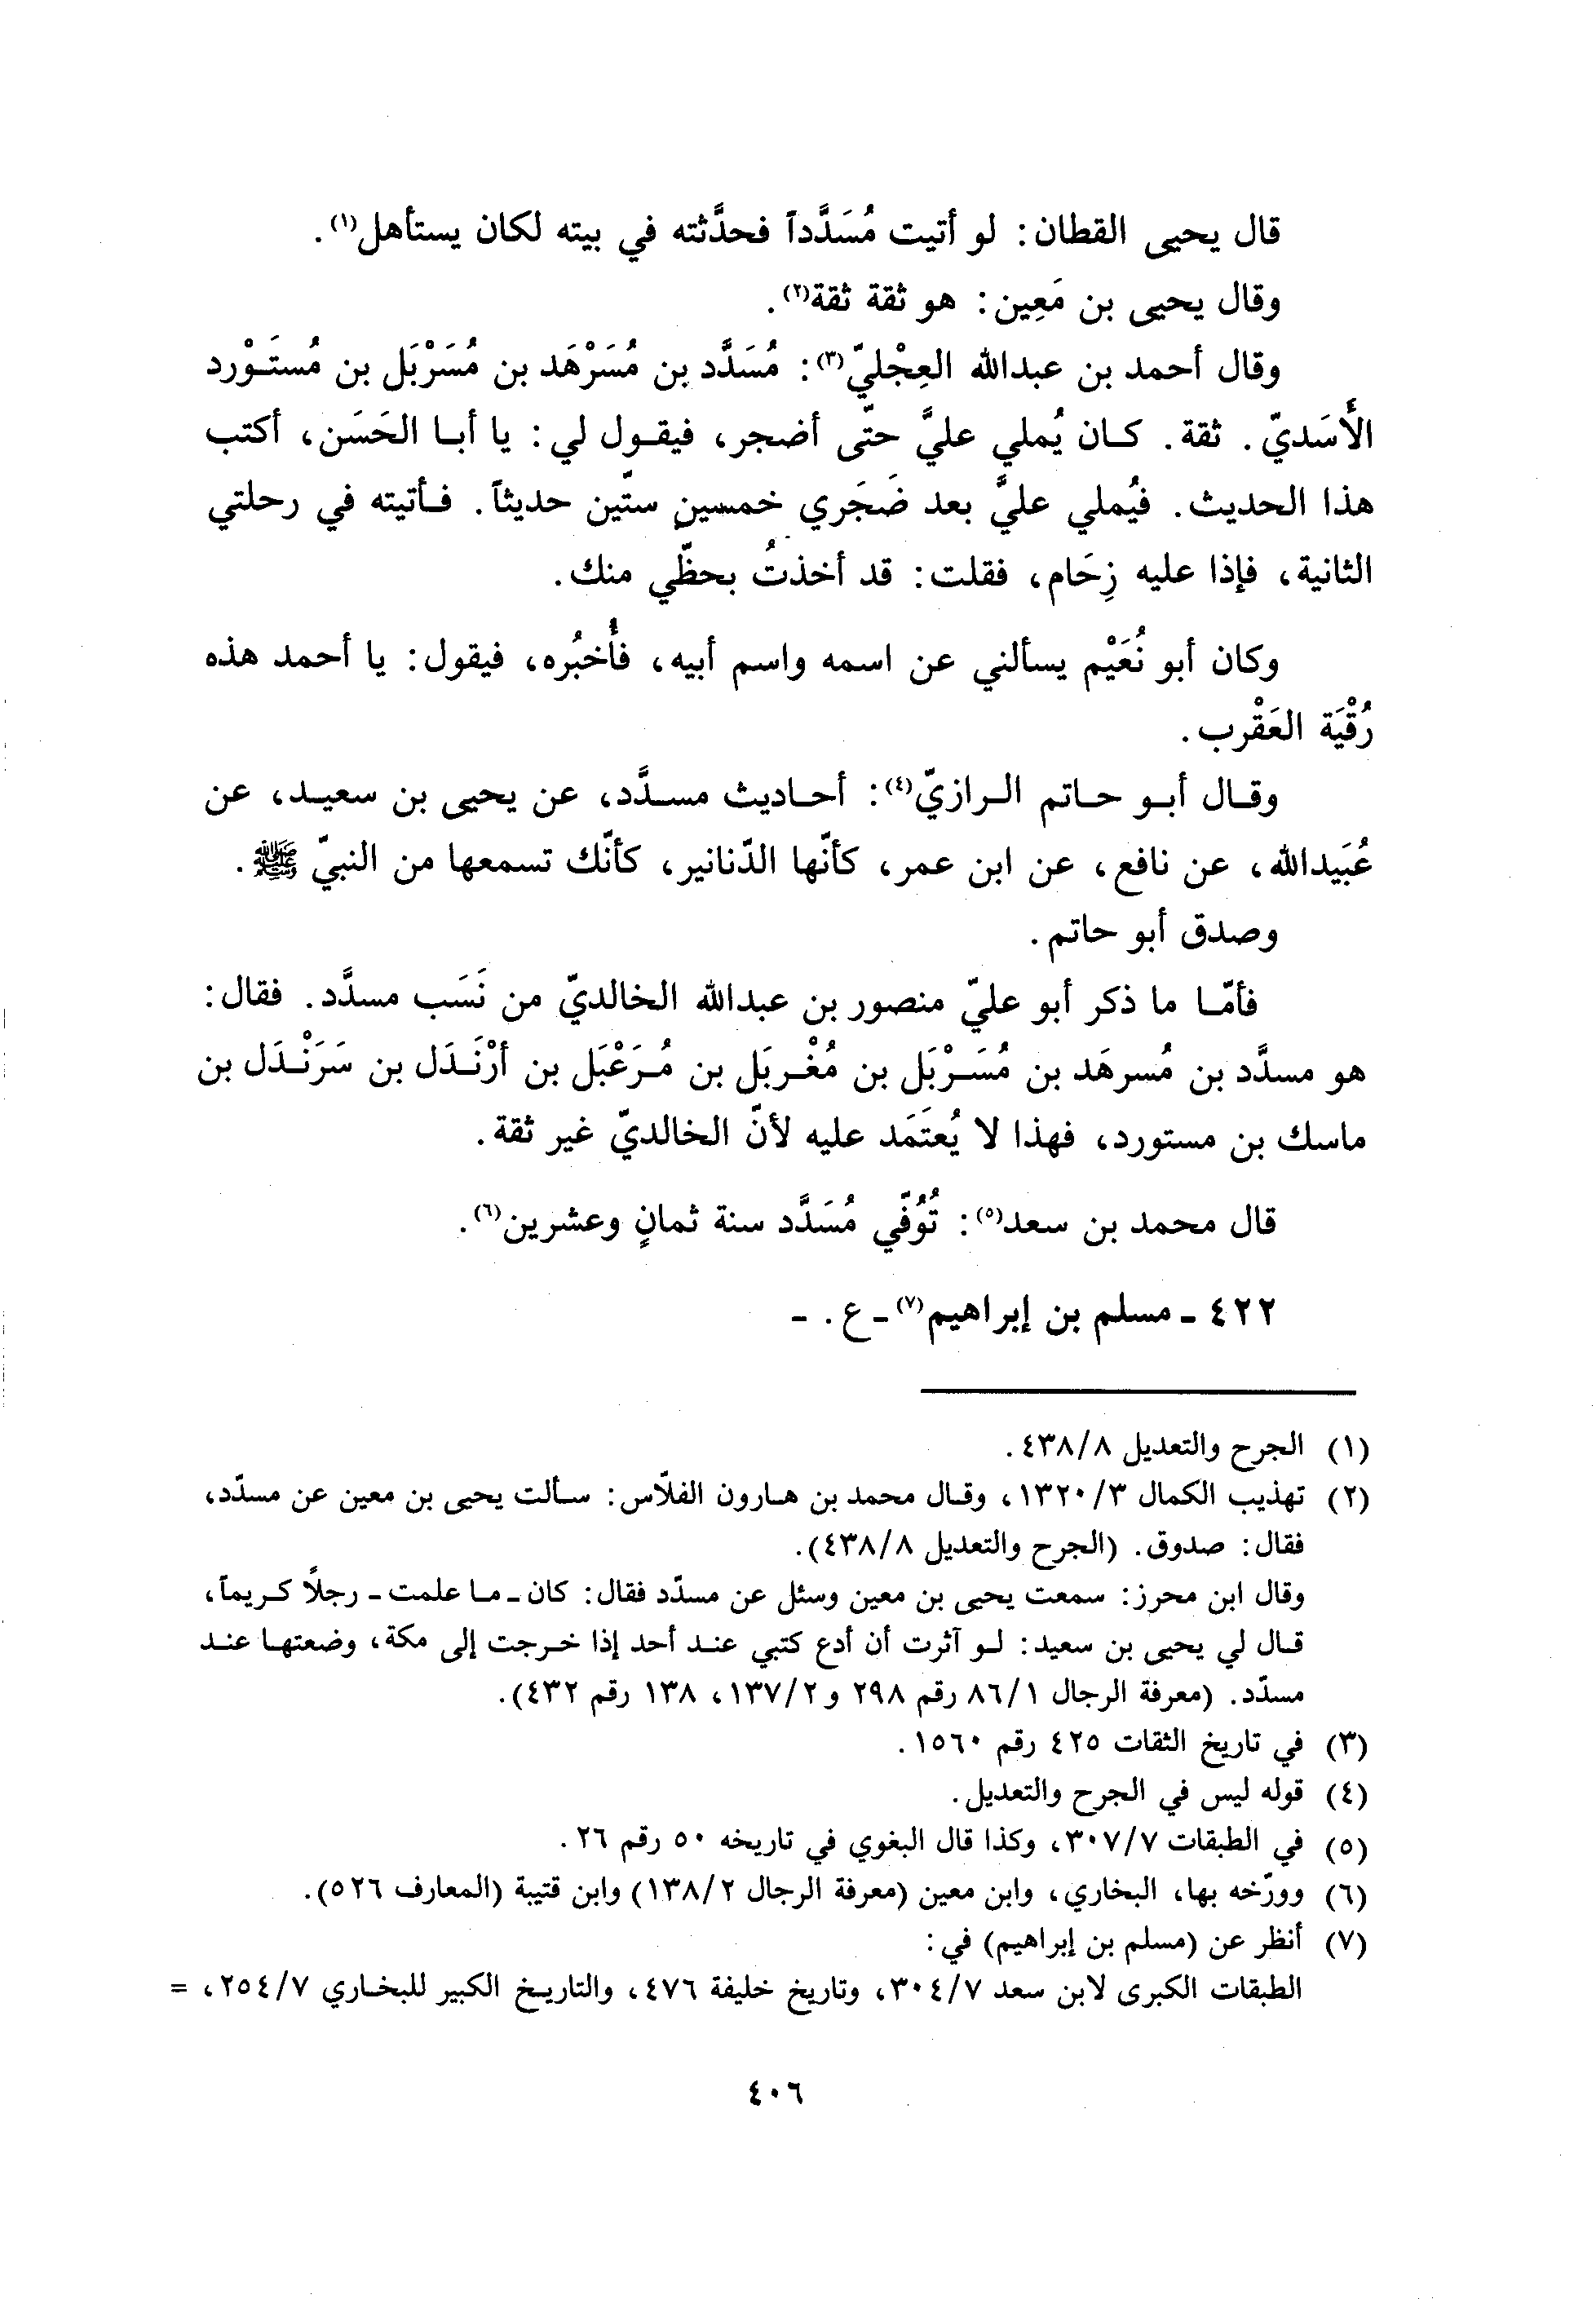 قال يحيى القطان: لو أتيت مُسَدَّداً فحدَّثته في بيته لكان يستأهل(١).
وقال يحيى بن مَعِين: هو ثقة ثقة(٢).
وقال أحمد بن عبدالله العِجْليّ(٣): مُسَدَّد بن مُسَرْهَد بن مُسَرْبَل بن مُستَوْرد
الأَسَديّ. ثقة. كان يُملي عليَّ حتّى أضجر، فيقول لي: يا أبا الحَسَن، أكتب
هذا الحديث. فيُملي عليَّ بعد ضَجَري خمسين ستّين حديثاً. فأتيته في رحلتي
الثانية، فإذا عليه زِحَام، فقلت: قد أخذتُ بحظّي منك.
وكان أبو نُعَيْم يسألني عن اسمه واسم أبيه، فأُخبُره، فيقول: يا أحمد هذه
رُقْيَة العَقْرب.
وقال أبو حاتم الرازيّ(٤): أحاديث مسدَّد، عن يحيى بن سعيد، عن
عُبَيدالله، عن نافع، عن ابن عمر، كأنّها الدّنانير، كأنّك تسمعها من النبيّ ﷺ.
وصدق أبو حاتم.
فأمّا ما ذكر أبو عليّ منصور بن عبدالله الخالديّ من نَسَب مسدَّد. فقال:
هو مسدَّد بن مُسرهَد بن مُسَرْبَل بن مُغْربَل بن مُرَعْبَل بن أرْنَدَل بن سَرَنْدَل بن
ماسك بن مستورد، فهذا لا يُعتَمَد عليه لأنّ الخالديّ غير ثقة.
قال محمد بن سعد(٥): تُوُفّي مُسَدَّد سنة ثمانٍ وعشرين(٦).
٤٢٢ - مسلم بن إبراهيم(٧) - ع. -
(١) الجرح والتعديل ٤٣٨/٨.
(٢) تهذيب الكمال ١٣٢٠/٣، وقال محمد بن هارون الفلّاس: سألت يحيى بن معين عن مسدّد،
فقال: صدوق. (الجرح والتعديل ٤٣٨/٨).
وقال ابن محرز: سمعت يحيى بن معين وسئل عن مسدّد فقال: كان - ما علمت - رجلاً كريماً،
قال لي يحيى بن سعيد: لو آثرت أن أدع كتبي عند أحد إذا خرجت إلى مكة، وضعتها عند
مسدّد. (معرفة الرجال ٨٦/١ رقم ٢٩٨ و ١٣٧/٢، ١٣٨ رقم ٤٣٢).
(٣) في تاريخ الثقات ٤٢٥ رقم ١٥٦٠.
(٤) قوله ليس في الجرح والتعديل.
(٥) في الطبقات ٣٠٧/٧، وكذا قال البغوي في تاريخه ٥٠ رقم ٢٦.
(٦) وورّخه بها، البخاري، وابن معين (معرفة الرجال ١٣٨/٢) وابن قتيبة (المعارف ٥٢٦).
(٧) أنظر عن (مسلم بن إبراهيم) في:
الطبقات الكبرى لابن سعد ٣٠٤/٧، وتاريخ خليفة ٤٧٦، والتاريخ الكبير للبخاري ٢٥٤/٧، =
٤٠٦